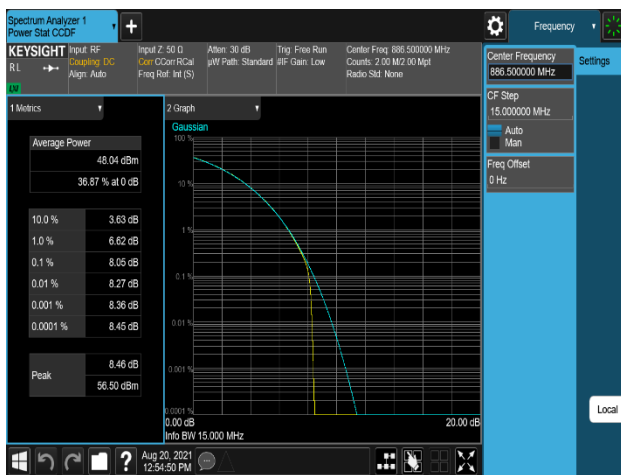 Spectrum Analyzer 1
Power Stat CCDF
Frequency
KEYSIGHT
Input: RF
Coupling: DC
Align: Auto
RL
Input Z: 50 Ω
Corr CCorr RCal
Freq Ref: Int (S)
Atten: 30 dB
µW Path: Standard
Trig: Free Run
#IF Gain: Low
Center Freq: 886.500000 MHz
Counts: 2.00 M/2.00 Mpt
Radio Std: None
Center Frequency
886.500000 MHz
Settings
CF Step
15.000000 MHz
Auto
Man
Freq Offset
0 Hz
1 Metrics
Average Power
48.04 dBm
36.87 % at 0 dB
10.0 % 3.63 dB
1.0 % 6.62 dB
0.1 % 8.05 dB
0.01 % 8.27 dB
0.001 % 8.36 dB
0.0001 % 8.45 dB
Peak
8.46 dB
56.50 dBm
2 Graph
Gaussian
100 %
10 %
1 %
0.1 %
0.01 %
0.001 %
0.0001 %
0.00 dB
20.00 dB
Info BW 15.000 MHz
Local
Aug 20, 2021
12:54:50 PM